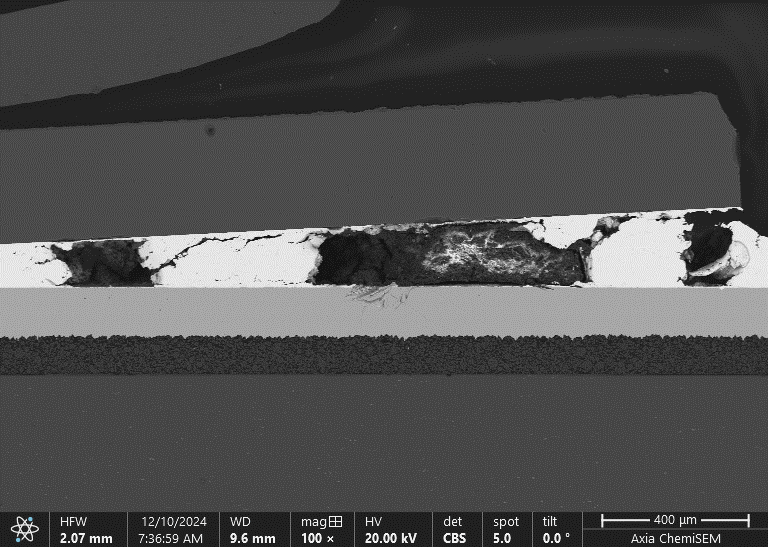 HFW
2.07 mm
12/10/2024
7:36:59 AM
WD
9.6 mm
mag
100 ×
HV
20.00 kV
det
CBS
spot
5.0
tilt
0.0 °
400 µm
Axia ChemiSEM